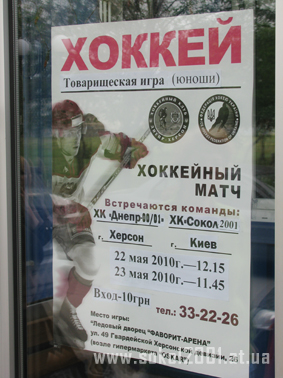 ХОККЕЙ
Товарищеская игра (юноши)
ХОККЕЙНЫЙ
МАТЧ
Встречаются команды:
ХК «Днепр-00/01» ХК-Сокол 2001
г. Херсон г. Киев
22 мая 2010г.—12.15
23 мая 2010г.—11.45
Вход-10грн
тел.: 33-22-26
Место игры:
"Ледовый дворец "ФАВОРИТ-АРЕНА"
ул. 49 Гвардейской Херсонской
(возле гипермаркета